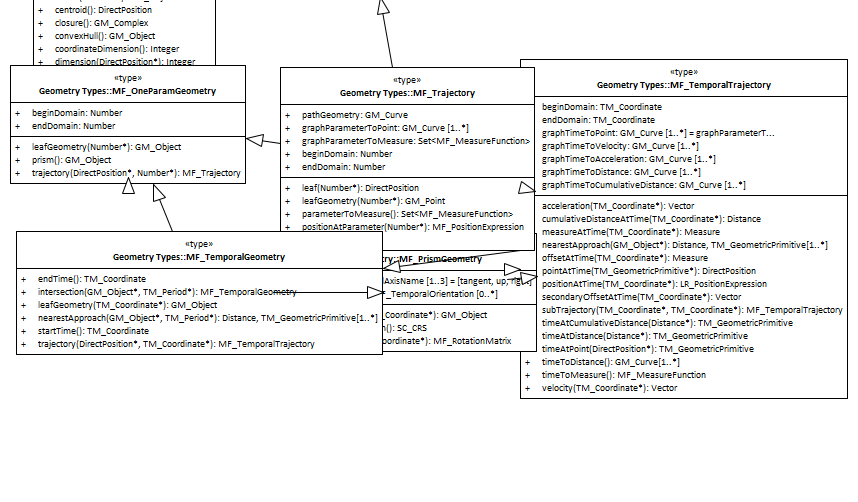 + centroid(): DirectPosition
+ closure(): GM_Complex
+ convexHull(): GM_Object
+ coordinateDimension(): Integer
+ dimension(DirectPosition*): Integer
«type»
Geometry Types::MF_OneParamGeometry
+ beginDomain: Number
+ endDomain: Number
+ leafGeometry(Number*): GM_Object
+ prism(): GM_Object
+ trajectory(DirectPosition*, Number*): MF_Trajectory
«type»
Geometry Types::MF_Trajectory
+ pathGeometry: GM_Curve
+ graphParameterToPoint: GM_Curve [1..*]
+ graphParameterToMeasure: Set<MF_MeasureFunction>
+ beginDomain: Number
+ endDomain: Number
+ leaf(Number*): DirectPosition
+ leafGeometry(Number*): GM_Point
+ parameterToMeasure(): Set<MF_MeasureFunction>
+ positionAtParameter(Number*): MF_PositionExpression
«type»
Geometry Types::MF_TemporalTrajectory
beginDomain: TM_Coordinate
endDomain: TM_Coordinate
graphTimeToPoint: GM_Curve [1..*] = graphParameterT...
graphTimeToVelocity: GM_Curve [1..*]
graphTimeToAcceleration: GM_Curve [1..*]
graphTimeToDistance: GM_Curve [1..*]
graphTimeToCumulativeDistance: GM_Curve [1..*]
acceleration(TM_Coordinate*): Vector
cumulativeDistanceAtTime(TM_Coordinate*): Distance
measureAtTime(TM_Coordinate*): Measure
nearestApproach(GM_Object*): Distance, TM_GeometricPrimitive[1..*]
offsetAtTime(TM_Coordinate*): Measure
pointAtTime(TM_GeometricPrimitive*): DirectPosition
positionAtTime(TM_Coordinate*): LR_PositionExpression
secondaryOffsetAtTime(TM_Coordinate*): Vector
subTrajectory(TM_Coordinate*, TM_Coordinate*): MF_TemporalTrajectory
timeAtCumulativeDistance(Distance*): TM_GeometricPrimitive
timeAtDistance(Distance*): TM_GeometricPrimitive
timeAtPoint(DirectPosition*): TM_GeometricPrimitive
+ timeToDistance(): GM_Curve[1..*]
+ timeToMeasure(): MF_MeasureFunction
+ velocity(TM_Coordinate*): Vector
«type»
Geometry Types::MF_TemporalGeometry
+ endTime(): TM_Coordinate
+ intersection(GM_Object*, TM_Period*): MF_TemporalGeometry
+ leafGeometry(TM_Coordinate*): GM_Object
+ nearestApproach(GM_Object*, TM_Period*): Distance, TM_GeometricPrimitive[1..*]
+ startTime(): TM_Coordinate
+ trajectory(DirectPosition*, TM_Coordinate*): MF_TemporalTrajectory
ry::MF_PrismGeometry
AxisName [1..3] = [tangent, up, right]
_TemporalOrientation [0..*]
Coordinate*): GM_Object
(): SC_CRS
oordinate*): MF_RotationMatrix